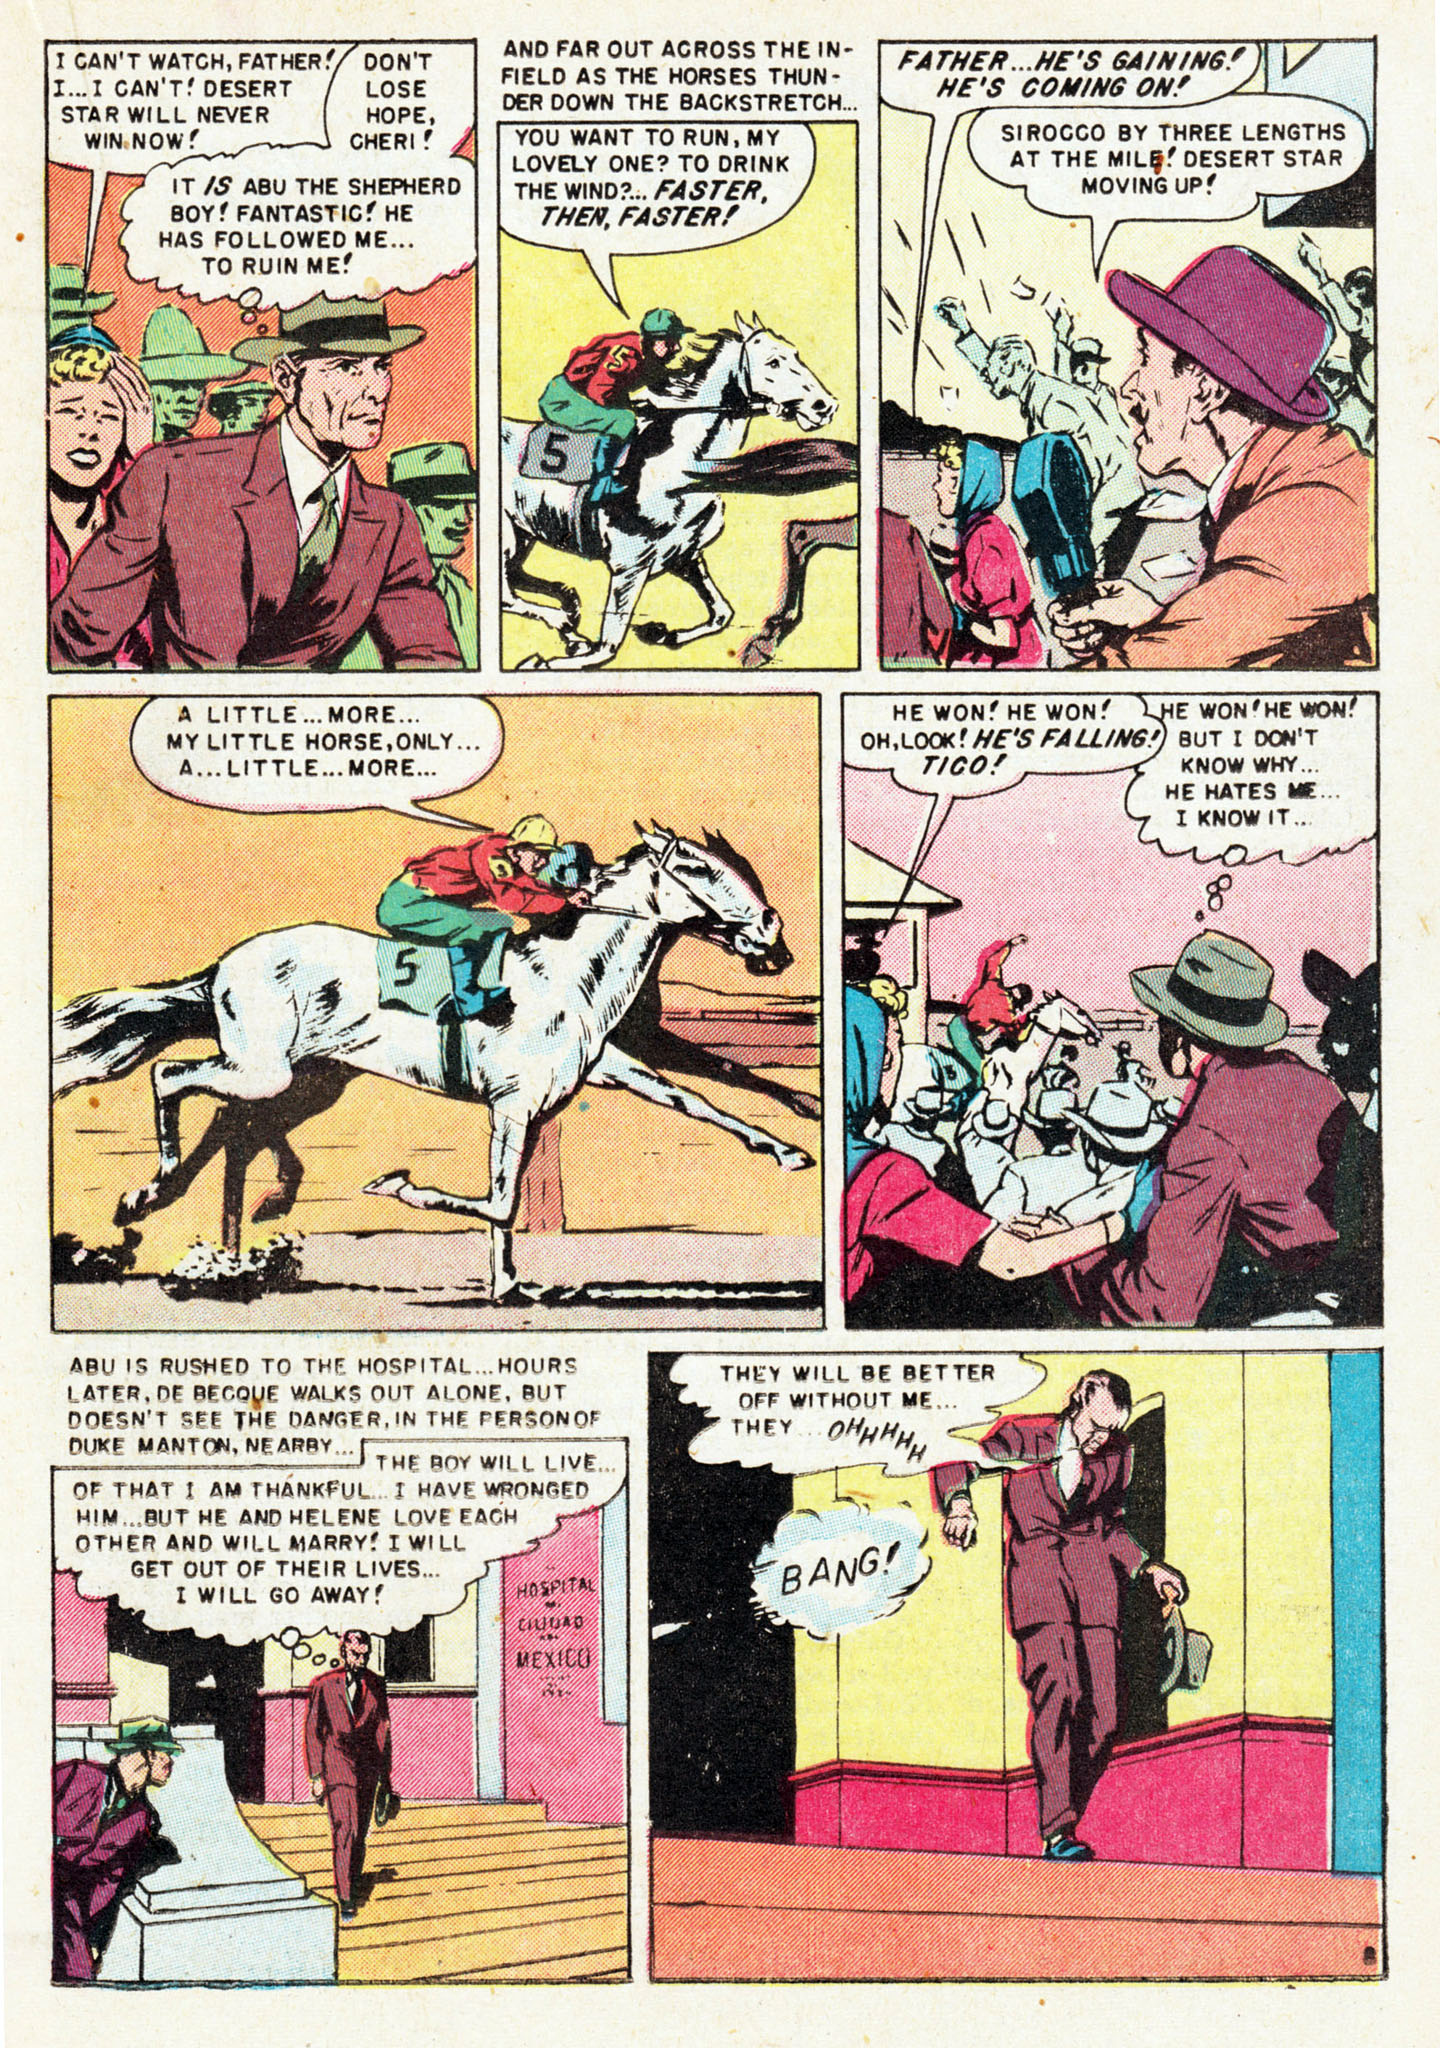 I CAN'T WATCH, FATHER!
I... I CAN'T! DESERT
STAR WILL NEVER
WIN NOW!
DON'T
LOSE
HOPE,
CHERI!
IT IS ABU THE SHEPHERD
BOY! FANTASTIC! HE
HAS FOLLOWED ME...
TO RUIN ME!
AND FAR OUT ACROSS THE IN-
FIELD AS THE HORSES THUN-
DER DOWN THE BACKSTRETCH...
YOU WANT TO RUN, MY
LOVELY ONE? TO DRINK
THE WIND?... FASTER,
THEN, FASTER!
5
5
FATHER... HE'S GAINING!
HE'S COMING ON!
SIROCCO BY THREE LENGTHS
AT THE MILE! DESERT STAR
MOVING UP!
A LITTLE... MORE...
MY LITTLE HORSE, ONLY...
A... LITTLE... MORE...
5
HE WON! HE WON!
OH, LOOK! HE'S FALLING!
TICO!
HE WON! HE WON!
BUT I DON'T
KNOW WHY...
HE HATES ME...
I KNOW IT...
ABU IS RUSHED TO THE HOSPITAL... HOURS
LATER, DE BECQUE WALKS OUT ALONE, BUT
DOESN'T SEE THE DANGER, IN THE PERSON OF
DUKE MANTON, NEARBY...
THE BOY WILL LIVE...
OF THAT I AM THANKFUL... I HAVE WRONGED
HIM... BUT HE AND HELENE LOVE EACH
OTHER AND WILL MARRY! I WILL
GET OUT OF THEIR LIVES...
I WILL GO AWAY!
HOSPITAL
CIUDAD
MEXICO
THEY WILL BE BETTER
OFF WITHOUT ME...
THEY... OHHHHH
BANG!
8